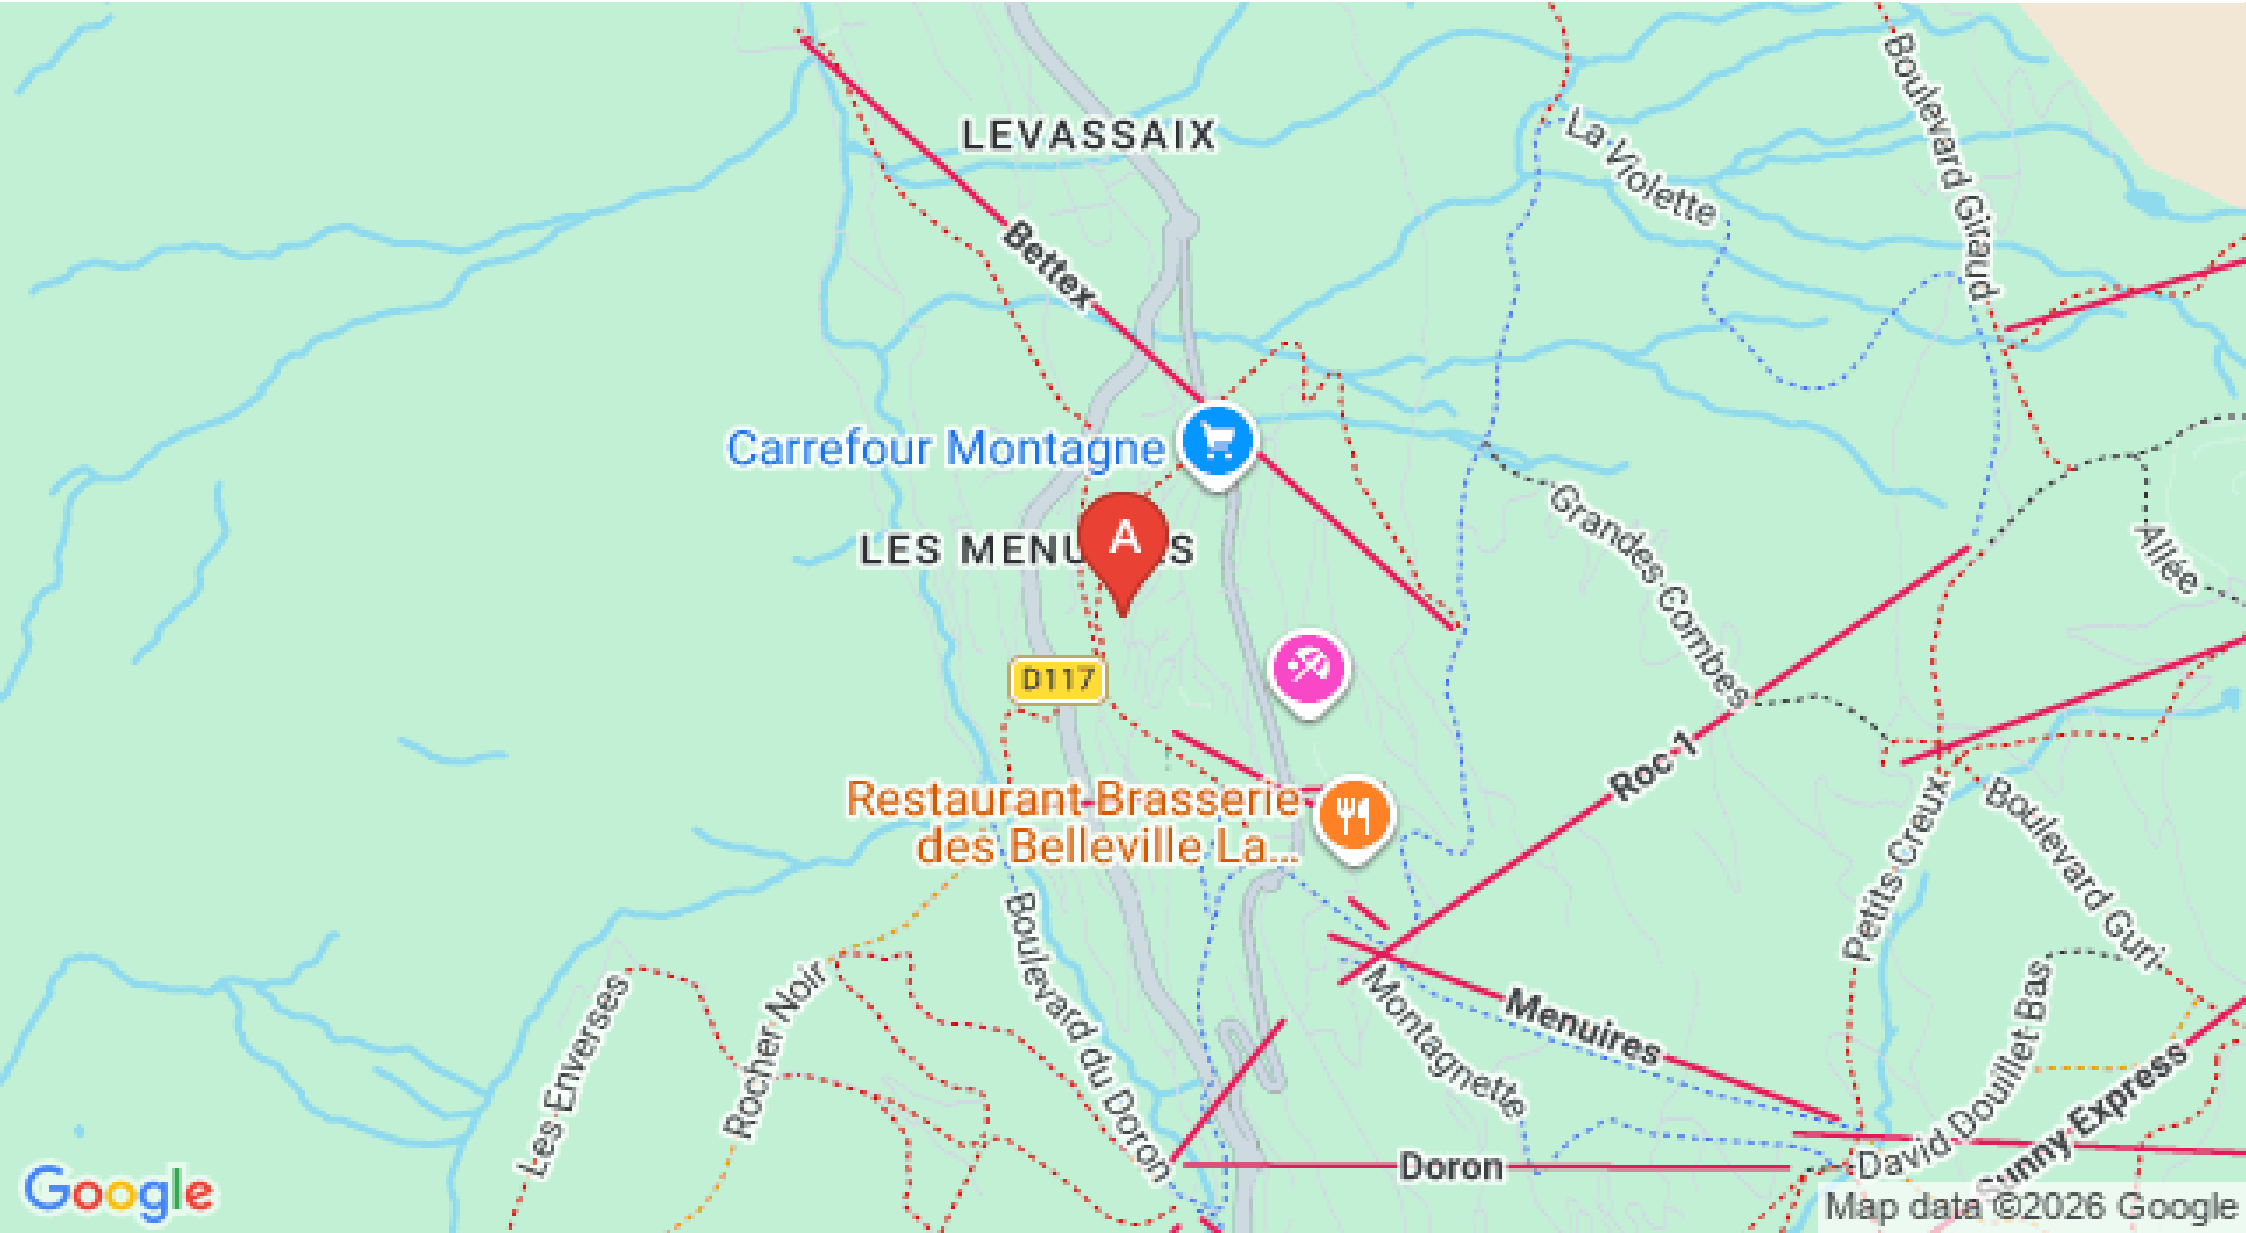 Boulevard Giraud
LEVASSAIX
La Violette
Bettex
Carrefour Montagne
Grandes Combes
Allée
A
D117
Roc 1
Restaurant Brasserie
des Belleville La...
Petits Creux
Boulevard Guri
Boulevard du Doron
Les Enverses
Rocher Noir
Montagnette
Menuires
David Douillet Bas
Sunny Express
Doron
Google
Map data ©2026 Google